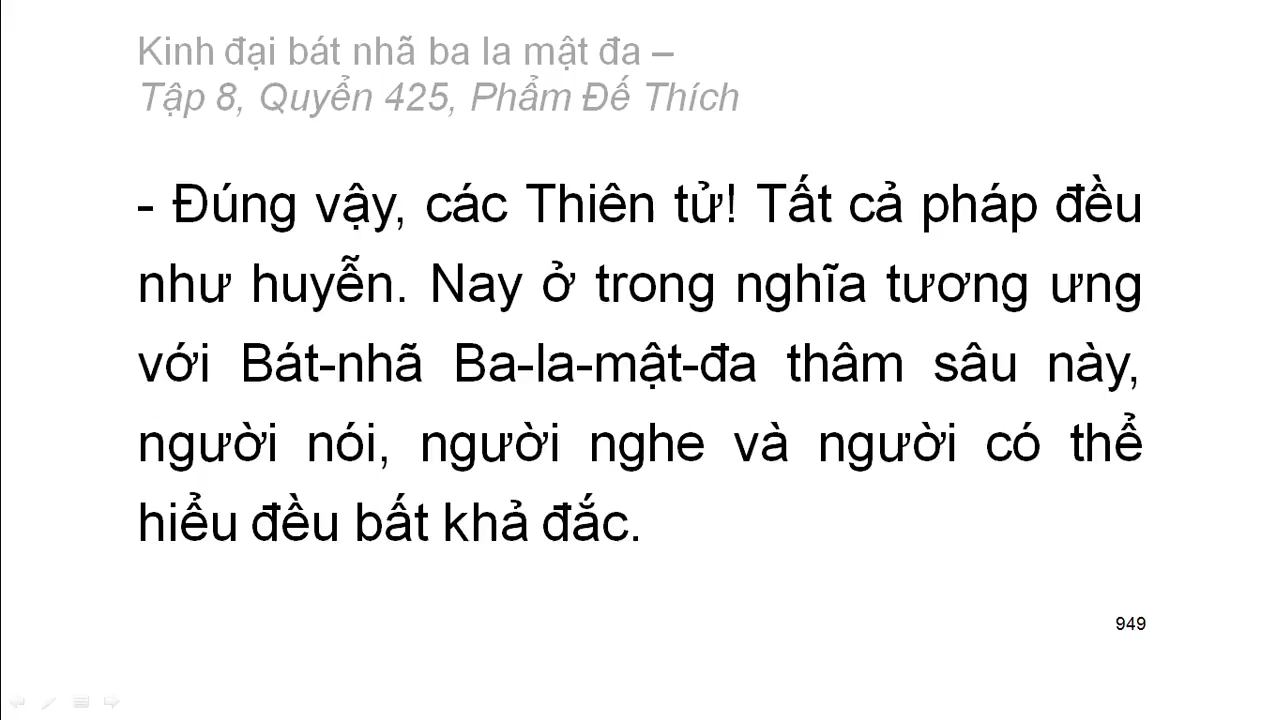 Kinh đại bát nhã ba la mật đa –
Tập 8, Quyển 425, Phẩm Đế Thích
- Đúng vậy, các Thiên tử! Tất cả pháp đều
như huyễn. Nay ở trong nghĩa tương ưng
với Bát-nhã Ba-la-mật-đa thâm sâu này,
người nói, người nghe và người có thể
hiểu đều bất khả đắc.
949